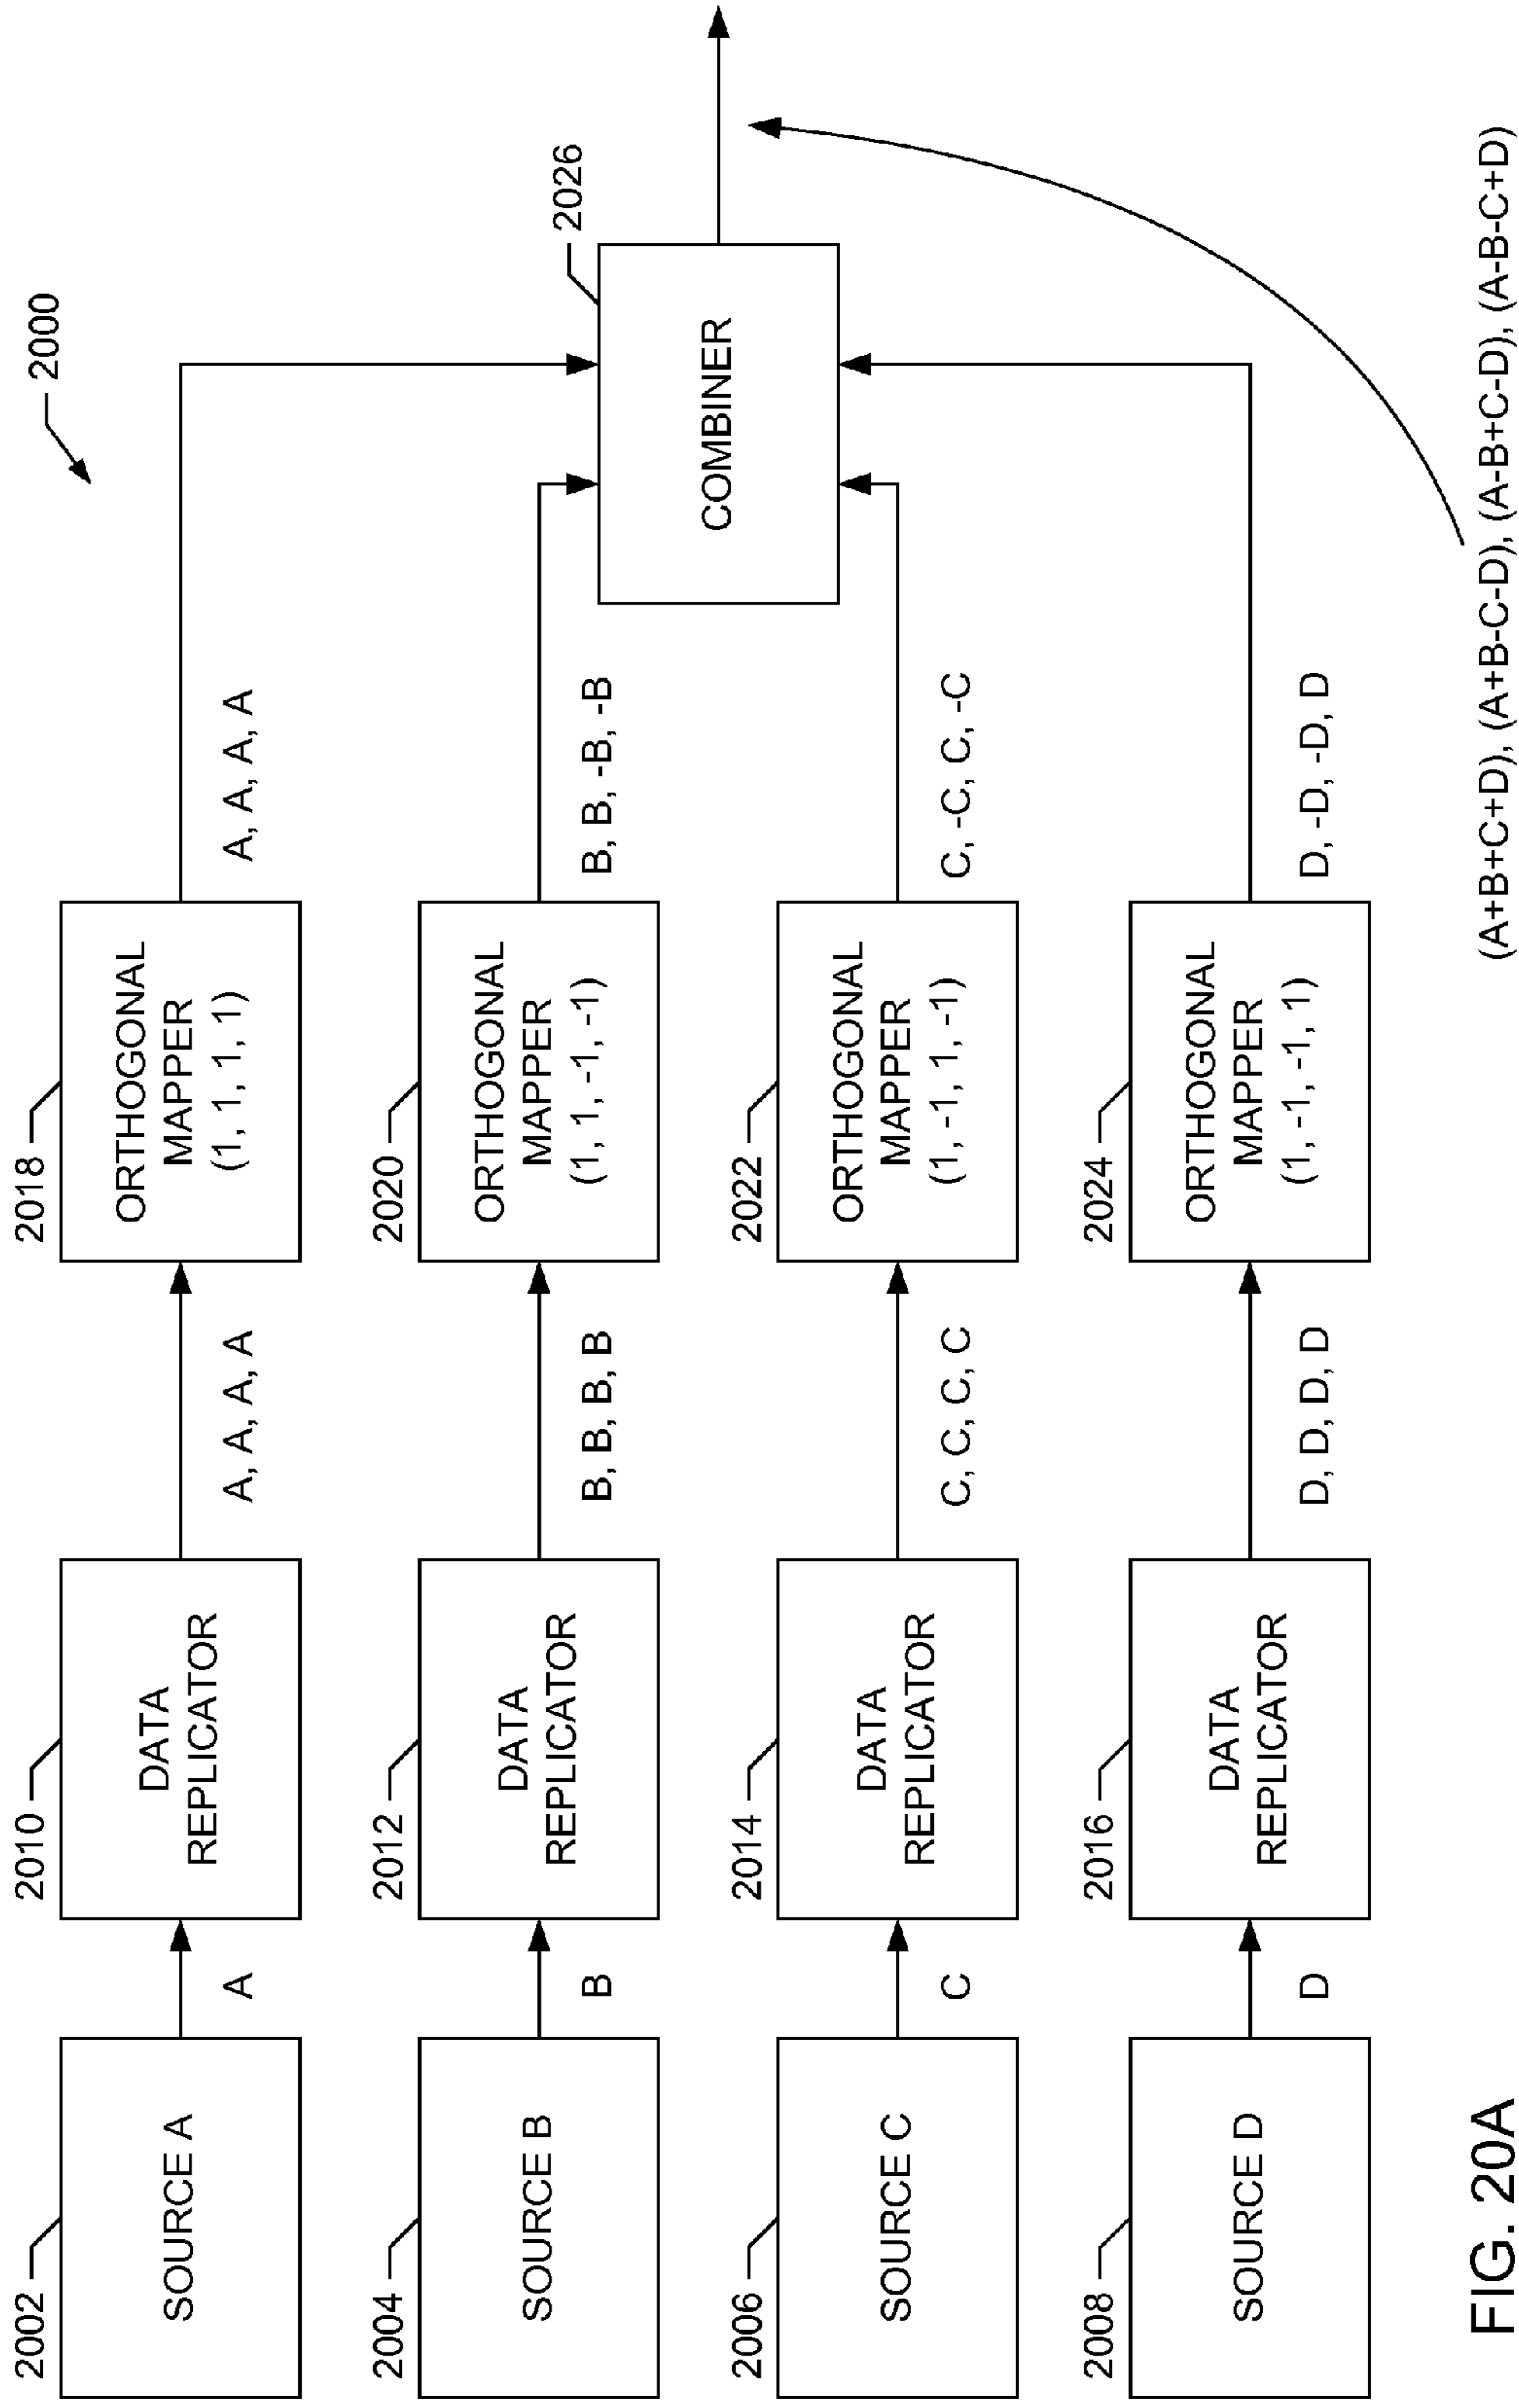 2000
2002
SOURCE A
A
2010
DATA
REPLICATOR
A, A, A, A
2018
ORTHOGONAL
MAPPER
(1, 1, 1, 1)
A, A, A, A
2004
SOURCE B
B
2012
DATA
REPLICATOR
B, B, B, B
2020
ORTHOGONAL
MAPPER
(1, 1, -1, -1)
B, B, -B, -B
2026
COMBINER
2006
SOURCE C
C
2014
DATA
REPLICATOR
C, C, C, C
2022
ORTHOGONAL
MAPPER
(1, -1, 1, -1)
C, -C, C, -C
2008
SOURCE D
D
2016
DATA
REPLICATOR
D, D, D, D
2024
ORTHOGONAL
MAPPER
(1, -1, -1, 1)
D, -D, -D, D
(A+B+C+D), (A+B-C-D), (A-B+C-D), (A-B-C+D)
FIG. 20A